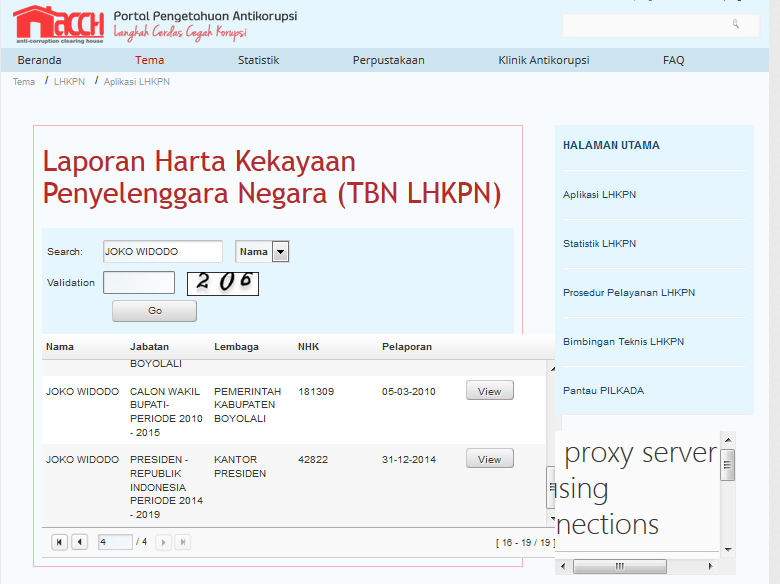 ACCH
anti-corruption clearing house
Portal Pengetahuan Antikorupsi
Langkah Cerdas Cegah Korupsi
Beranda Tema Statistik Perpustakaan Klinik Antikorupsi FAQ
Tema / LHKPN / Aplikasi LHKPN
Laporan Harta Kekayaan
Penyelenggara Negara (TBN LHKPN)
Search: JOKO WIDODO Nama
Validation 206
Go
Nama Jabatan Lembaga NHK Pelaporan
BOYOLALI
JOKO WIDODO CALON WAKIL PEMERINTAH 181309 05-03-2010 View
BUPATI- KABUPATEN
PERIODE 2010 BOYOLALI
- 2015
JOKO WIDODO PRESIDEN - KANTOR 42822 31-12-2014 View
REPUBLIK PRESIDEN
INDONESIA
PERIODE 2014
- 2019
4 / 4 [ 16 - 19 / 19 ]
HALAMAN UTAMA
Aplikasi LHKPN
Statistik LHKPN
Prosedur Pelayanan LHKPN
Bimbingan Teknis LHKPN
Pantau PILKADA
proxy server
sing
nections